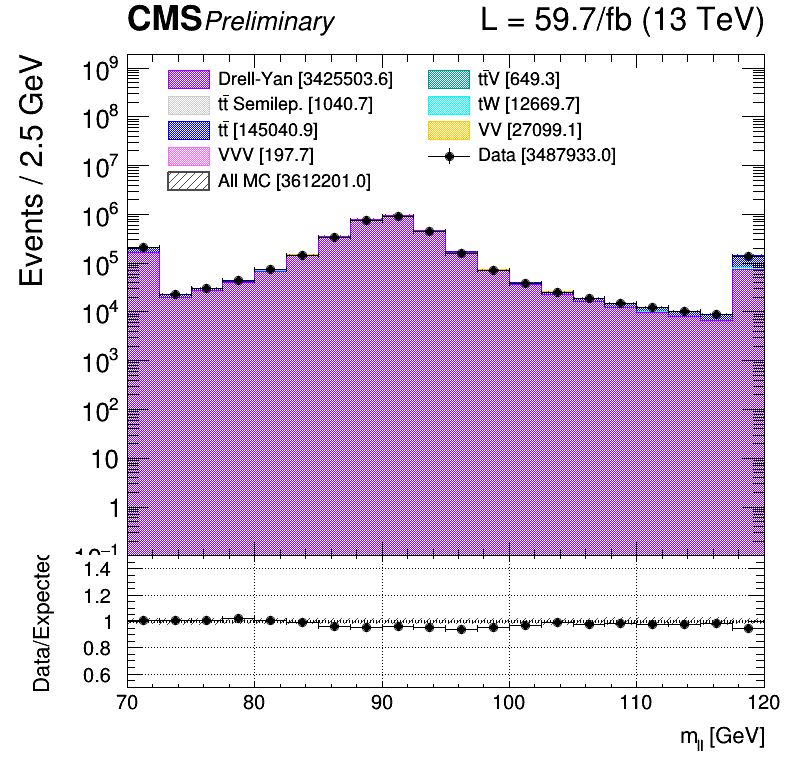 CMS Preliminary L = 59.7/fb (13 TeV)
Events / 2.5 GeV
10⁹
10⁸
10⁷
10⁶
10⁵
10⁴
10³
10²
10
1
10⁻¹
Drell-Yan [3425503.6]
tt̄ Semilep. [1040.7]
tt̄ [145040.9]
VVV [197.7]
All MC [3612201.0]
tt̄V [649.3]
tW [12669.7]
VV [27099.1]
Data [3487933.0]
Data/Expected
1.4
1.2
1
0.8
0.6
70 80 90 100 110 120
m_ll [GeV]